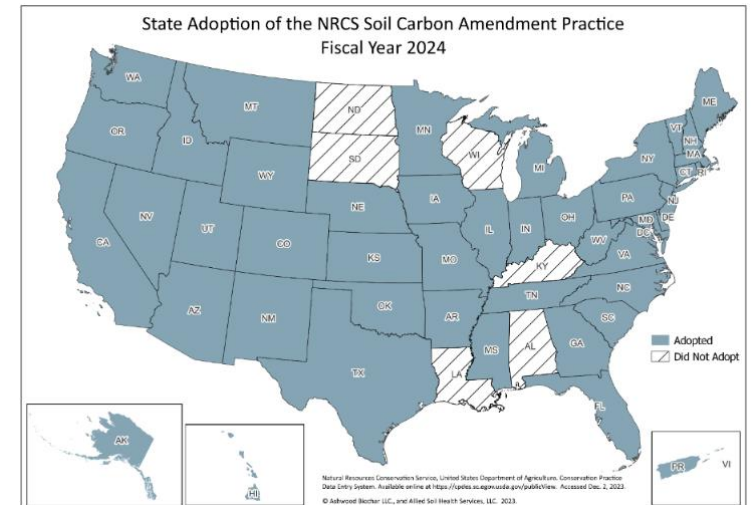 State Adoption of the NRCS Soil Carbon Amendment Practice
Fiscal Year 2024
WA
MT
ND
MN
ME
OR
ID
SD
WI
VT
NH
WY
MI
NY
MA
CT
RI
NE
IA
PA
NJ
NV
UT
CO
IL
IN
OH
MD
DE
DC
WV
CA
KS
MO
KY
VA
TN
NC
AZ
NM
OK
AR
SC
MS
AL
GA
Adopted
Did Not Adopt
TX
LA
FL
AK
HI
PR
VI
Natural Resources Conservation Service, United States Department of Agriculture. Conservation Practice
Data Entry System. Available online at https://cpdes.sc.egov.usda.gov/publicView. Accessed Dec. 2, 2023.
© Ashwood Biochar LLC., and Allied Soil Health Services, LLC. 2023.